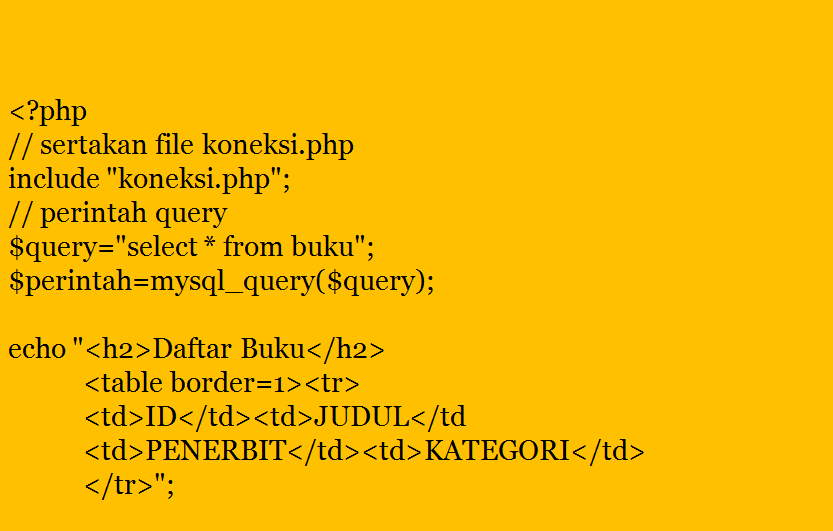 <?php
// sertakan file koneksi.php
include "koneksi.php";
// perintah query
$query="select * from buku";
$perintah=mysql_query($query);
echo "<h2>Daftar Buku</h2>
<table border=1><tr>
<td>ID</td><td>JUDUL</td
<td>PENERBIT</td><td>KATEGORI</td>
</tr>";